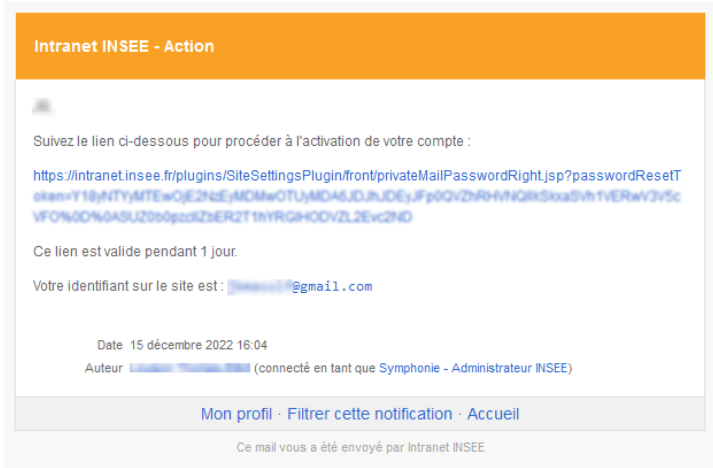 Intranet INSEE - Action
Suivez le lien ci-dessous pour procéder à l'activation de votre compte :
https://intranet.insee.fr/plugins/SiteSettingsPlugin/front/privateMailPasswordRight.jsp?passwordResetT
Ce lien est valide pendant 1 jour.
Votre identifiant sur le site est : @gmail.com
Date 15 décembre 2022 16:04
Auteur (connecté en tant que Symphonie - Administrateur INSEE)
Mon profil · Filtrer cette notification · Accueil
Ce mail vous a été envoyé par Intranet INSEE